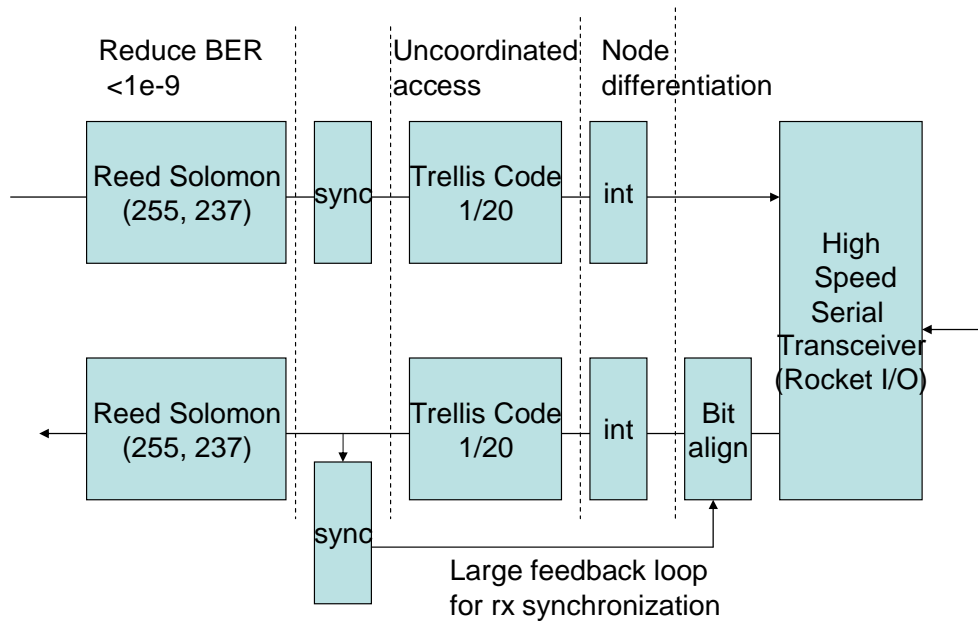 Reduce BER
<1e-9
Uncoordinated
access
Node
differentiation
Reed Solomon
(255, 237)
sync
Trellis Code
1/20
int
High
Speed
Serial
Transceiver
(Rocket I/O)
Reed Solomon
(255, 237)
sync
Trellis Code
1/20
int
Bit
align
Large feedback loop
for rx synchronization